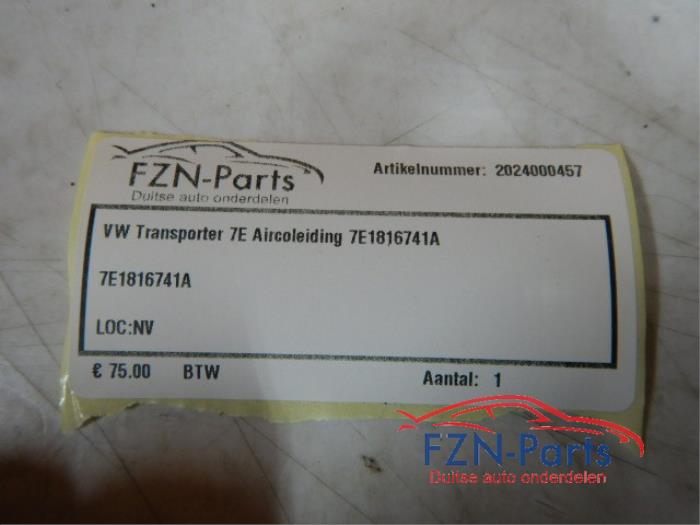 FZN-Parts
Duitse auto onderdelen
Artikelnummer: 2024000457
VW Transporter 7E Aircoleiding 7E1816741A
7E1816741A
LOC:NV
€ 75.00 BTW Aantal: 1
FZN-Parts
Duitse auto onderdelen